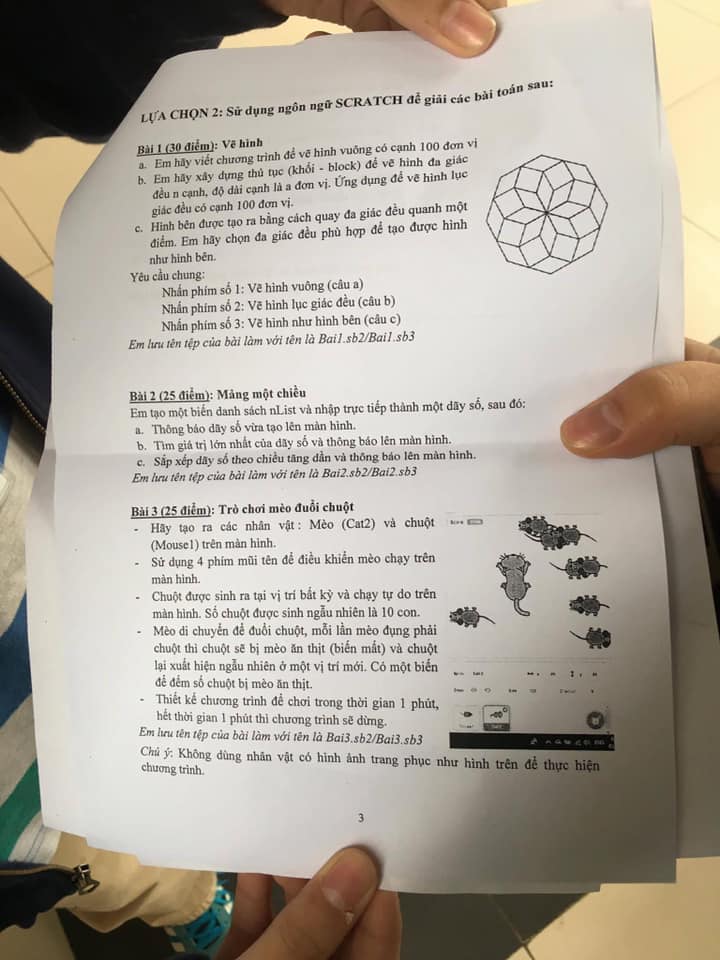 LỰA CHỌN 2: Sử dụng ngôn ngữ SCRATCH để giải các bài toán sau:
Bài 1 (30 điểm): Vẽ hình
a. Em hãy viết chương trình để vẽ hình vuông có cạnh 100 đơn vị
b. Em hãy xây dựng thủ tục (khối - block) để vẽ hình đa giác
đều n cạnh, độ dài cạnh là a đơn vị. Ứng dụng để vẽ hình lục
giác đều có cạnh 100 đơn vị.
c. Hình bên được tạo ra bằng cách quay đa giác đều quanh một
điểm. Em hãy chọn đa giác đều phù hợp để tạo được hình
như hình bên.
Yêu cầu chung:
Nhấn phím số 1: Vẽ hình vuông (câu a)
Nhấn phím số 2: Vẽ hình lục giác đều (câu b)
Nhấn phím số 3: Vẽ hình như hình bên (câu c)
Em lưu tên tệp của bài làm với tên là Bai1.sb2/Bai1.sb3
Bài 2 (25 điểm): Mảng một chiều
Em tạo một biến danh sách nList và nhập trực tiếp thành một dãy số, sau đó:
a. Thông báo dãy số vừa tạo lên màn hình.
b. Tìm giá trị lớn nhất của dãy số và thông báo lên màn hình.
c. Sắp xếp dãy số theo chiều tăng dần và thông báo lên màn hình.
Em lưu tên tệp của bài làm với tên là Bai2.sb2/Bai2.sb3
Bài 3 (25 điểm): Trò chơi mèo đuổi chuột
- Hãy tạo ra các nhân vật: Mèo (Cat2) và chuột
(Mouse1) trên màn hình.
- Sử dụng 4 phím mũi tên để điều khiển mèo chạy trên
màn hình.
- Chuột được sinh ra tại vị trí bất kỳ và chạy tự do trên
màn hình. Số chuột được sinh ngẫu nhiên là 10 con.
- Mèo di chuyển để đuổi chuột, mỗi lần mèo đụng phải
chuột thì chuột sẽ bị mèo ăn thịt (biến mất) và chuột
lại xuất hiện ngẫu nhiên ở một vị trí mới. Có một biến
để đếm số chuột bị mèo ăn thịt.
- Thiết kế chương trình để chơi trong thời gian 1 phút,
hết thời gian 1 phút thì chương trình sẽ dừng.
Em lưu tên tệp của bài làm với tên là Bai3.sb2/Bai3.sb3
Chú ý: Không dùng nhân vật có hình ảnh trang phục như hình trên để thực hiện
chương trình.
3